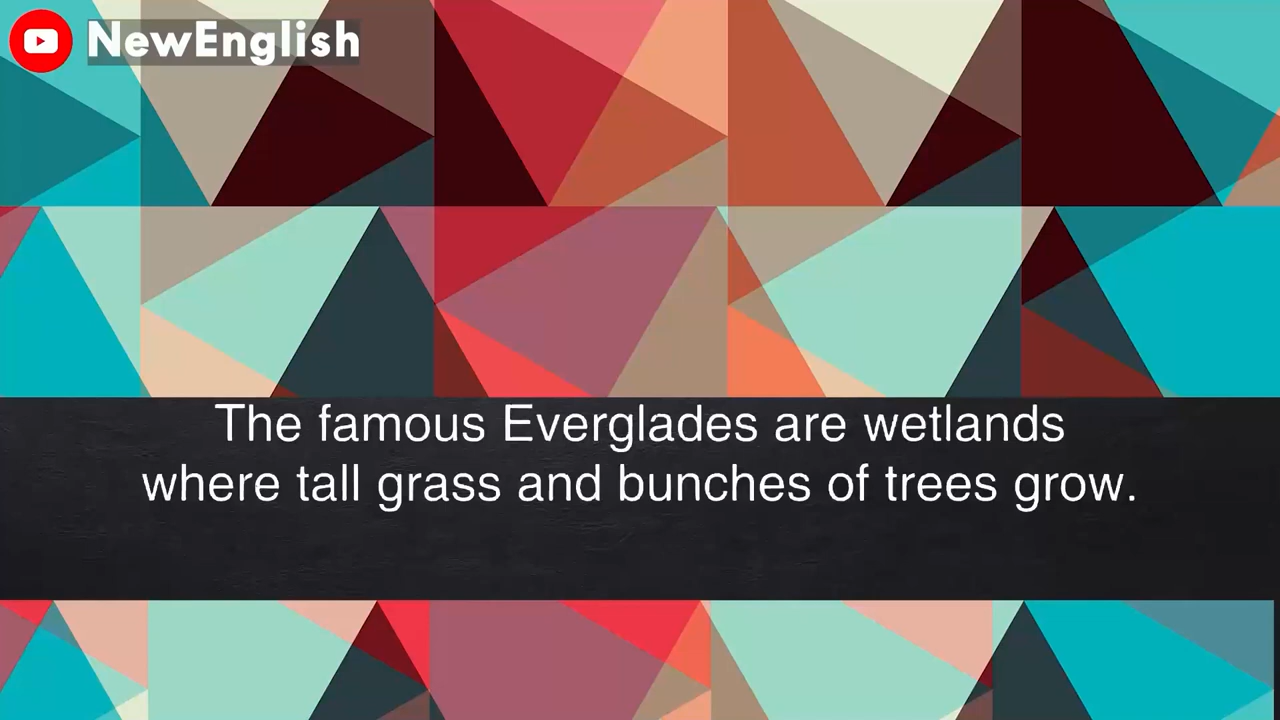 NewEnglish
The famous Everglades are wetlands
where tall grass and bunches of trees grow.